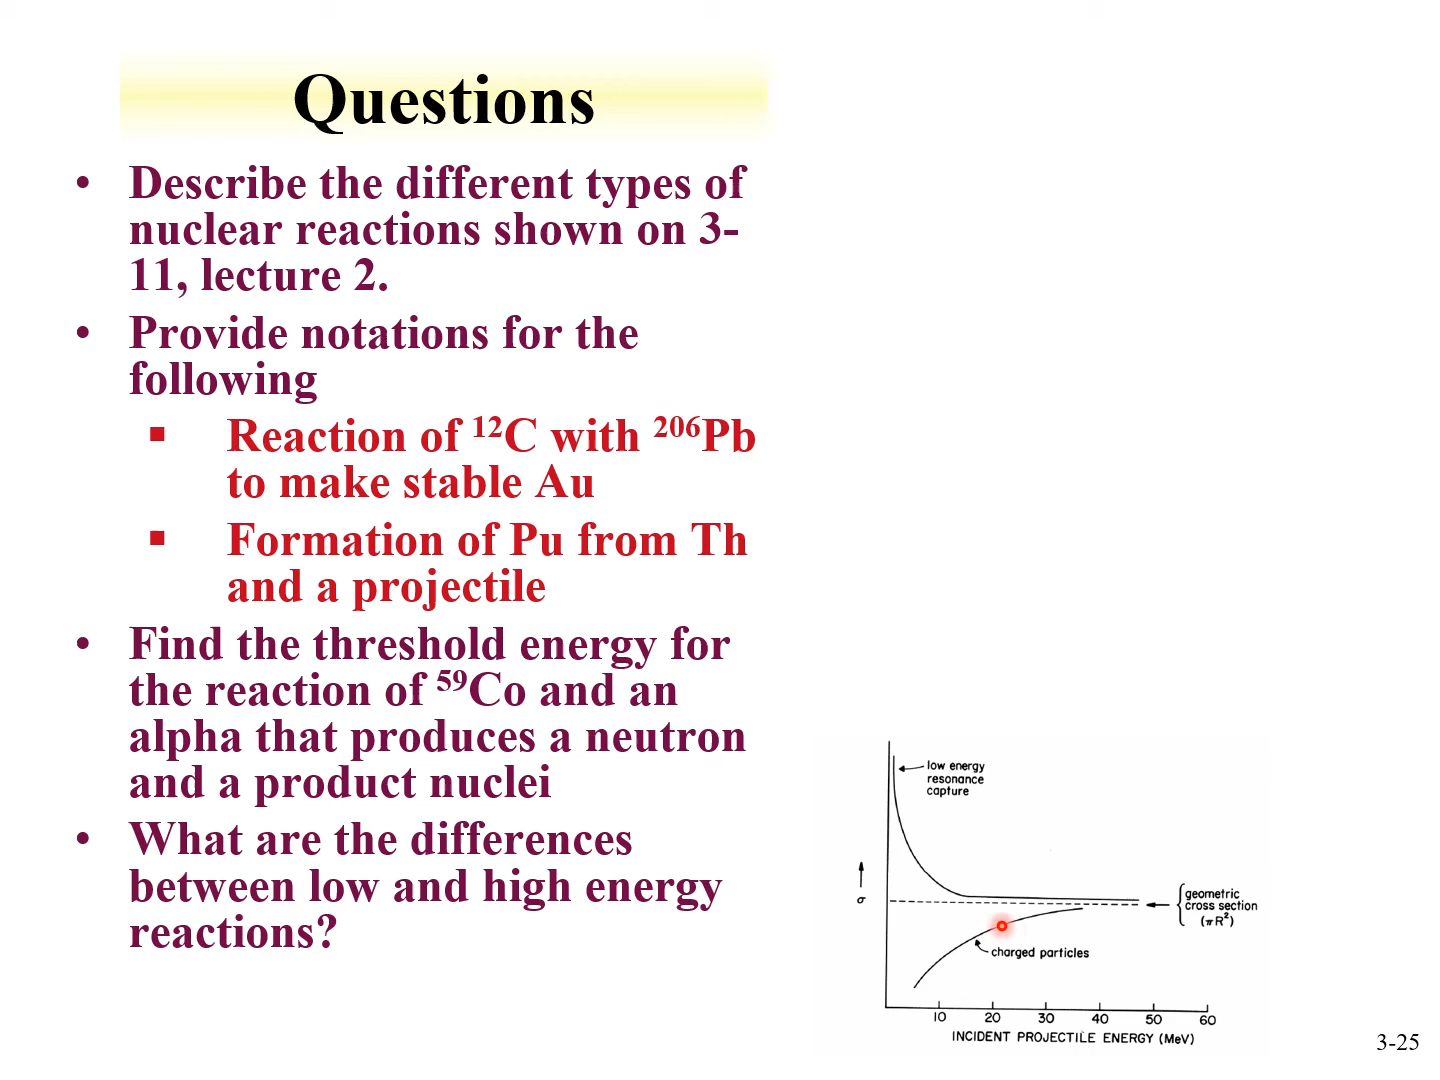 Questions
• Describe the different types of
nuclear reactions shown on 3-
11, lecture 2.
• Provide notations for the
following
▪ Reaction of ¹²C with ²⁰⁶Pb
to make stable Au
▪ Formation of Pu from Th
and a projectile
• Find the threshold energy for
the reaction of ⁵⁹Co and an
alpha that produces a neutron
and a product nuclei
• What are the differences
between low and high energy
reactions?
low energy
resonance
capture
σ
geometric
cross section
(πR²)
charged particles
10 20 30 40 50 60
INCIDENT PROJECTILE ENERGY (MeV)
3-25